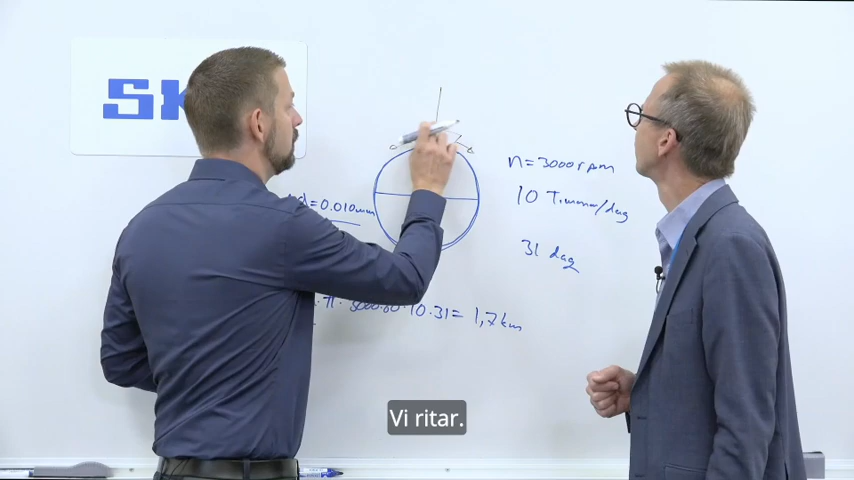 SK
n=3000rpm
d=0.010mm
10 Timmar/dag
31 dag
π·3000·60·10·31= 1,7km
Vi ritar.